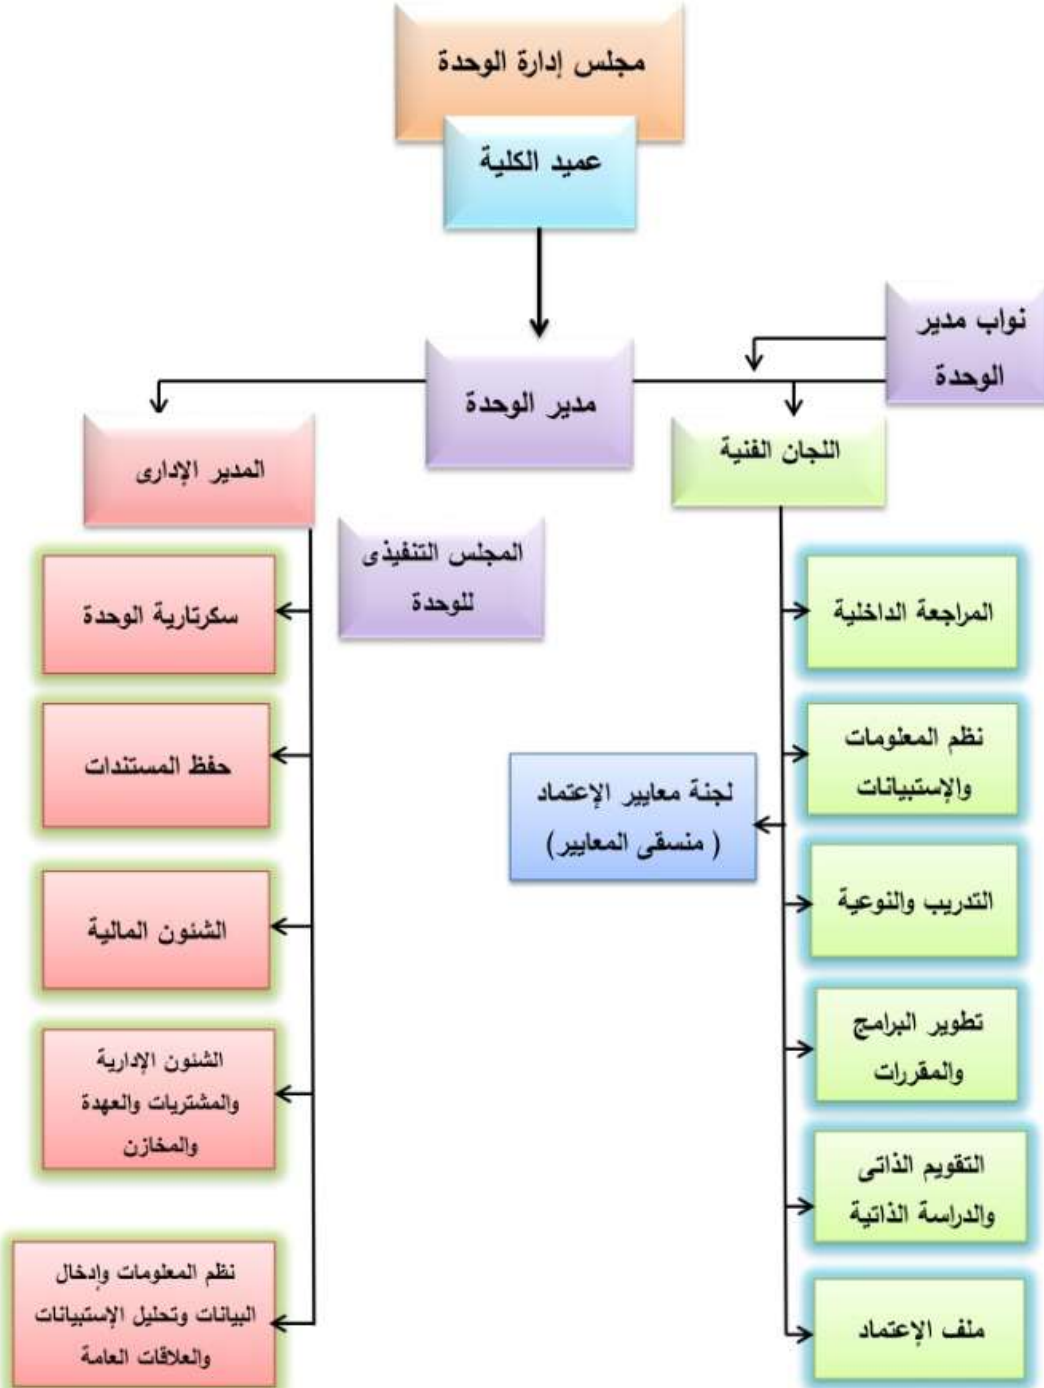 مجلس إدارة الوحدة
عميد الكلية
نواب مدير
الوحدة
مدير الوحدة
اللجان الفنية
المدير الإدارى
المجلس التنفيذى
للوحدة
المراجعة الداخلية
نظم المعلومات
والإستبيانات
لجنة معايير الإعتماد
( منسقى المعايير)
التدريب والنوعية
تطوير البرامج
والمقررات
التقويم الذاتى
والدراسة الذاتية
ملف الإعتماد
سكرتارية الوحدة
حفظ المستندات
الشئون المالية
الشئون الإدارية
والمشتريات والعهدة
والمخازن
نظم المعلومات وإدخال
البيانات وتحليل الإستبيانات
والعلاقات العامة